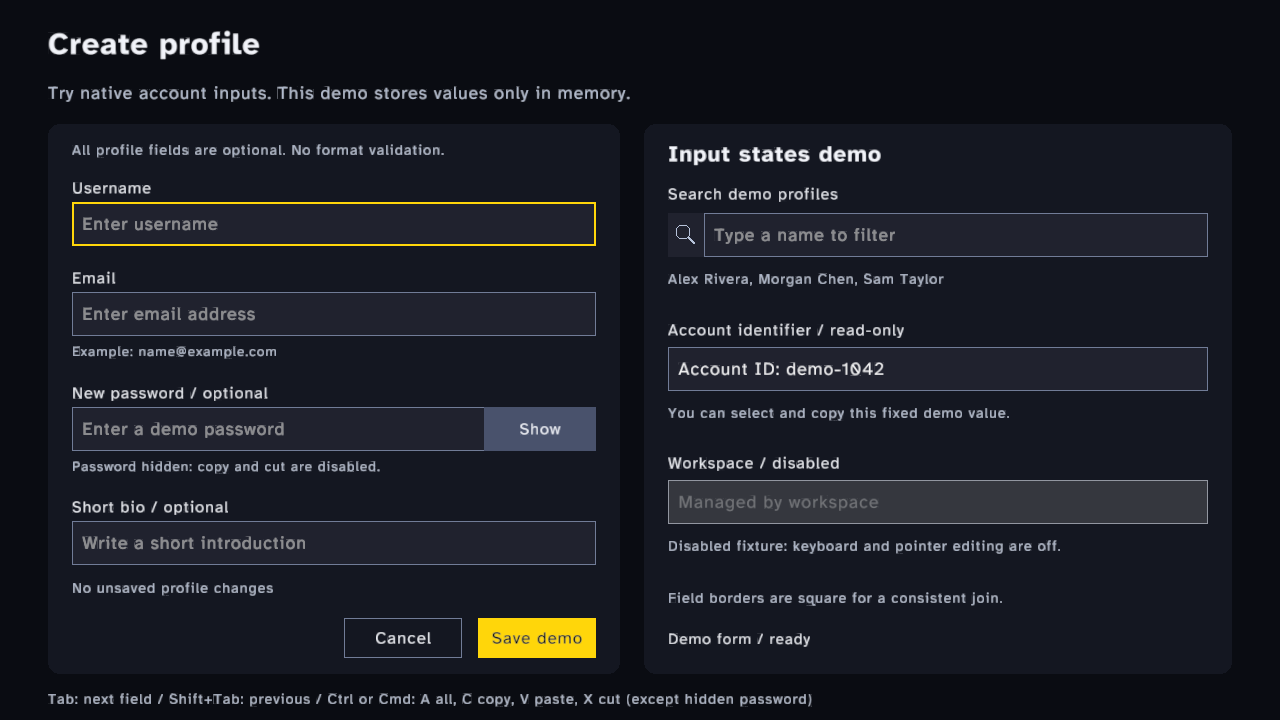 Create profile
Try native account inputs. This demo stores values only in memory.
All profile fields are optional. No format validation.
Username
Enter username
Email
Enter email address
Example: name@example.com
New password / optional
Enter a demo password
Show
Password hidden: copy and cut are disabled.
Short bio / optional
Write a short introduction
No unsaved profile changes
Cancel
Save demo
Input states demo
Search demo profiles
Type a name to filter
Alex Rivera, Morgan Chen, Sam Taylor
Account identifier / read-only
Account ID: demo-1042
You can select and copy this fixed demo value.
Workspace / disabled
Managed by workspace
Disabled fixture: keyboard and pointer editing are off.
Field borders are square for a consistent join.
Demo form / ready
Tab: next field / Shift+Tab: previous / Ctrl or Cmd: A all, C copy, V paste, X cut (except hidden password)